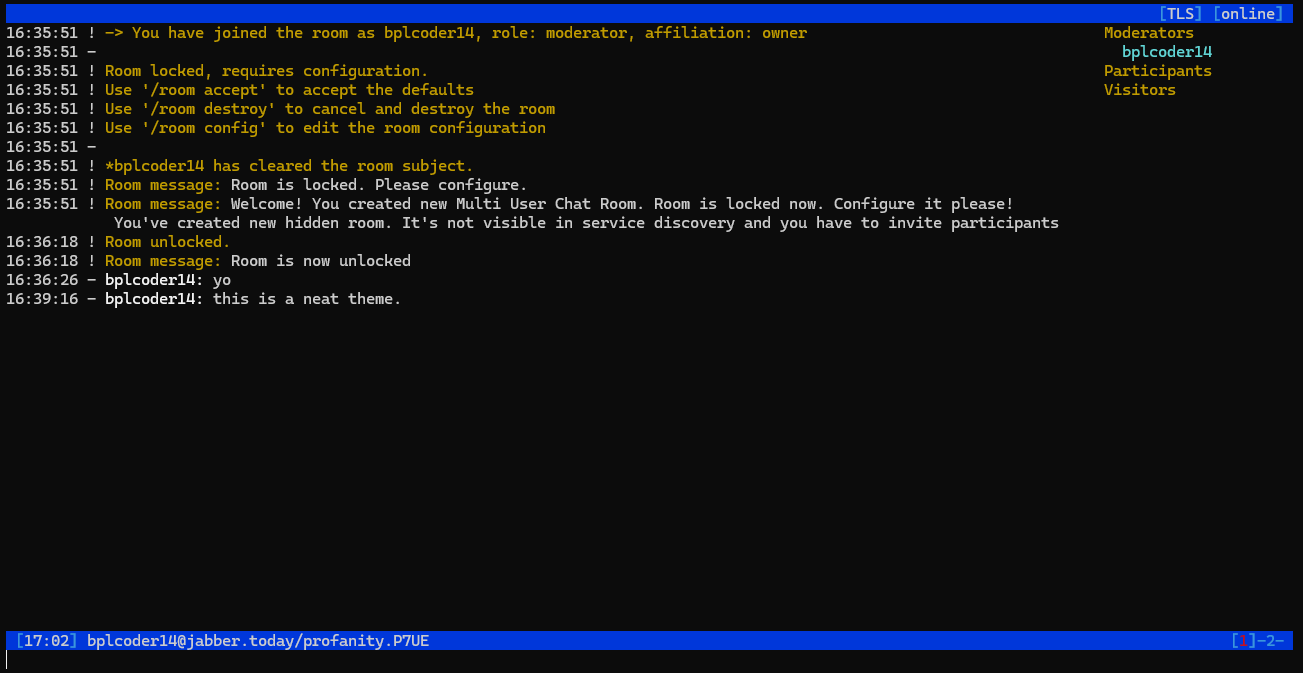 [TLS] [online]
16:35:51 ! -> You have joined the room as bplcoder14, role: moderator, affiliation: owner
16:35:51 -
16:35:51 ! Room locked, requires configuration.
16:35:51 ! Use '/room accept' to accept the defaults
16:35:51 ! Use '/room destroy' to cancel and destroy the room
16:35:51 ! Use '/room config' to edit the room configuration
16:35:51 -
16:35:51 ! *bplcoder14 has cleared the room subject.
16:35:51 ! Room message: Room is locked. Please configure.
16:35:51 ! Room message: Welcome! You created new Multi User Chat Room. Room is locked now. Configure it please!
You've created new hidden room. It's not visible in service discovery and you have to invite participants
16:36:18 ! Room unlocked.
16:36:18 ! Room message: Room is now unlocked
16:36:26 - bplcoder14: yo
16:39:16 - bplcoder14: this is a neat theme.
Moderators
bplcoder14
Participants
Visitors
[17:02] bplcoder14@jabber.today/profanity.P7UE [1]-2-